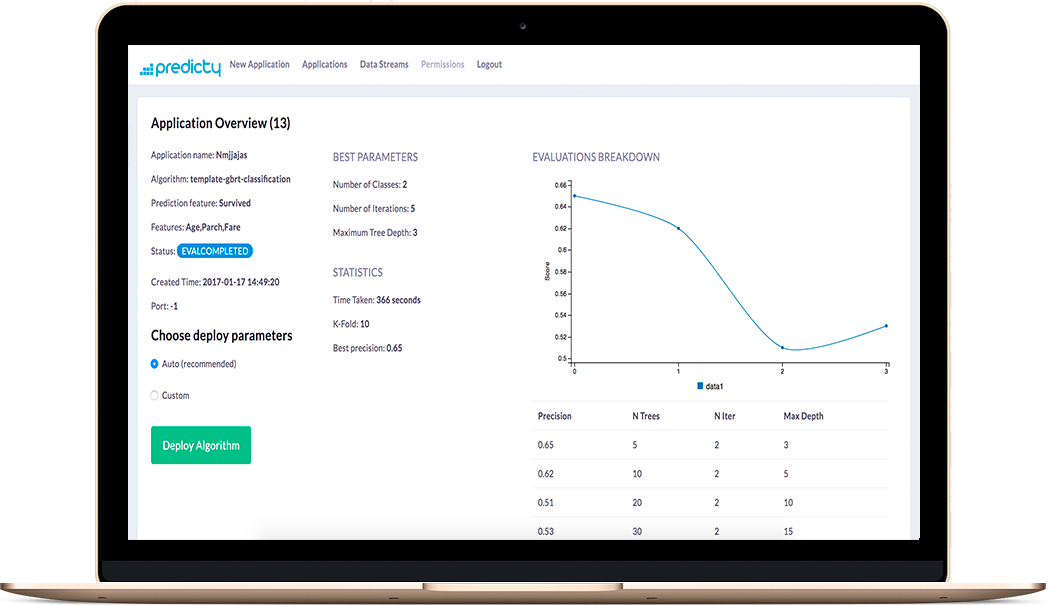 predicty New Application Applications Data Streams Permissions Logout
Application Overview (13)
Application name: Nmjjajas
Algorithm: template-gbrt-classification
Prediction feature: Survived
Features: Age,Parch,Fare
Status: EVALCOMPLETED
Created Time: 2017-01-17 14:49:20
Port: -1
Choose deploy parameters
Auto (recommended)
Custom
Deploy Algorithm
BEST PARAMETERS
Number of Classes: 2
Number of Iterations: 5
Maximum Tree Depth: 3
STATISTICS
Time Taken: 366 seconds
K-Fold: 10
Best precision: 0.65
EVALUATIONS BREAKDOWN
0.66
0.64
0.62
0.6
0.58
0.56
0.54
0.52
0.5
Score
0 1 2 3
data1
Precision N Trees N Iter Max Depth
0.65 5 2 3
0.62 10 2 5
0.51 20 2 10
0.53 30 2 15